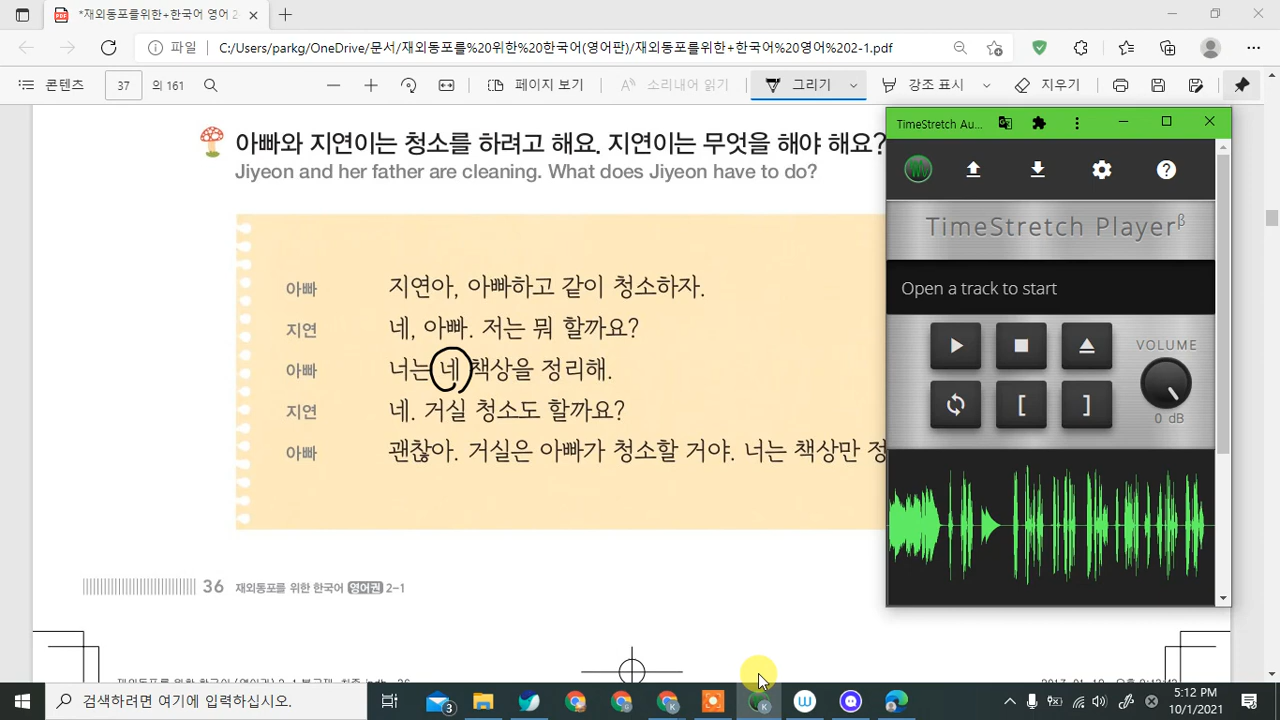 *재외동포를위한+한국어 영어 2-
파일
C:/Users/parkg/OneDrive/문서/재외동포를%20위한%20한국어(영어판)/재외동포를위한+한국어%20영어%202-1.pdf
콘텐츠
37
의 161
페이지 보기
소리내어 읽기
그리기
강조 표시
지우기
아빠와 지연이는 청소를 하려고 해요. 지연이는 무엇을 해야 해요?
Jiyeon and her father are cleaning. What does Jiyeon have to do?
아빠 지연아, 아빠하고 같이 청소하자.
지연 네, 아빠. 저는 뭐 할까요?
아빠 너는 네 책상을 정리해.
지연 네. 거실 청소도 할까요?
아빠 괜찮아. 거실은 아빠가 청소할 거야. 너는 책상만 정
36 재외동포를 위한 한국어 영어권 2-1
TimeStretch Au...
TimeStretch Playerβ
Open a track to start
VOLUME
[
]
0 dB
검색하려면 여기에 입력하십시오.
3
K
K
W
5:12 PM
10/1/2021